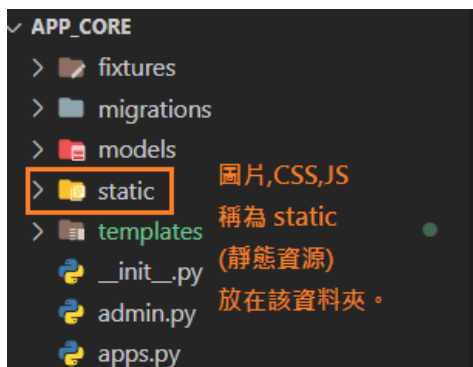 APP_CORE
fixtures
migrations
models
static
templates
__init__.py
admin.py
apps.py
圖片,CSS,JS
稱為 static
(靜態資源)
放在該資料夾。